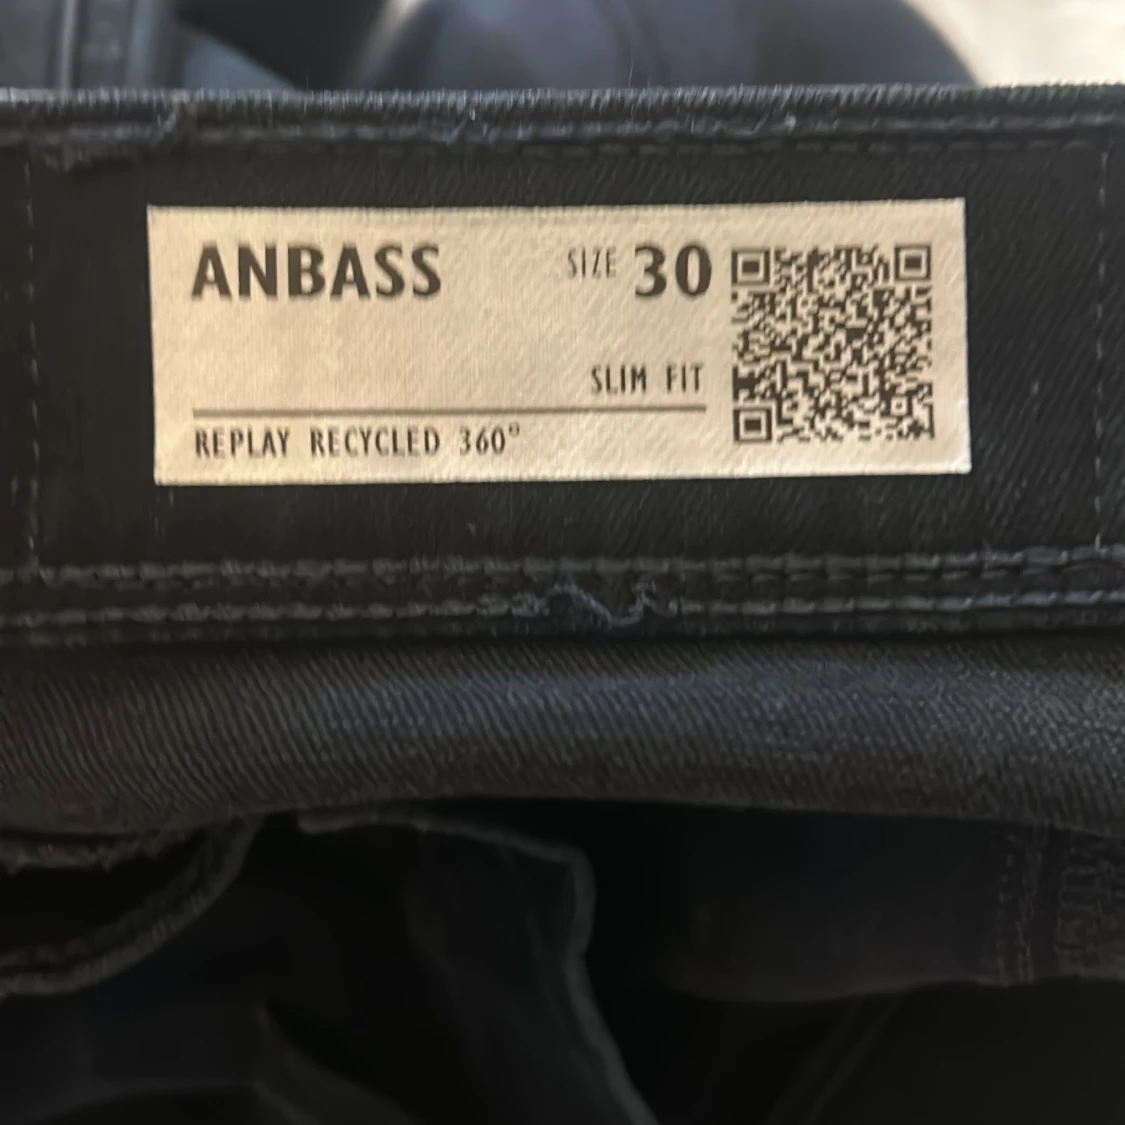 ANBASS
SIZE 30
SLIM FIT
REPLAY RECYCLED 360°